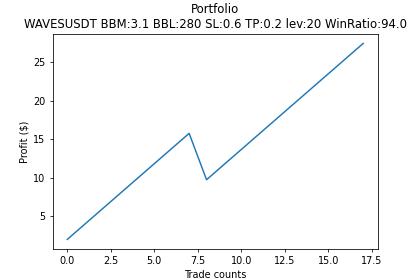 Portfolio
WAVESUSDT BBM:3.1 BBL:280 SL:0.6 TP:0.2 lev:20 WinRatio:94.0
25
20
15
10
5
Profit ($)
0.0 2.5 5.0 7.5 10.0 12.5 15.0 17.5
Trade counts